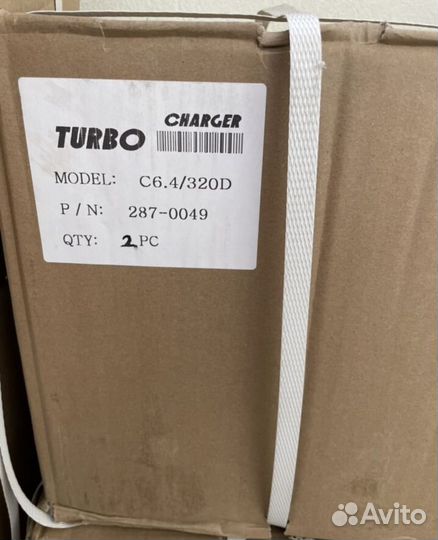 TURBO CHARGER
MODEL: C6.4/320D
P/N: 287-0049
QTY: 2 PC
Avito